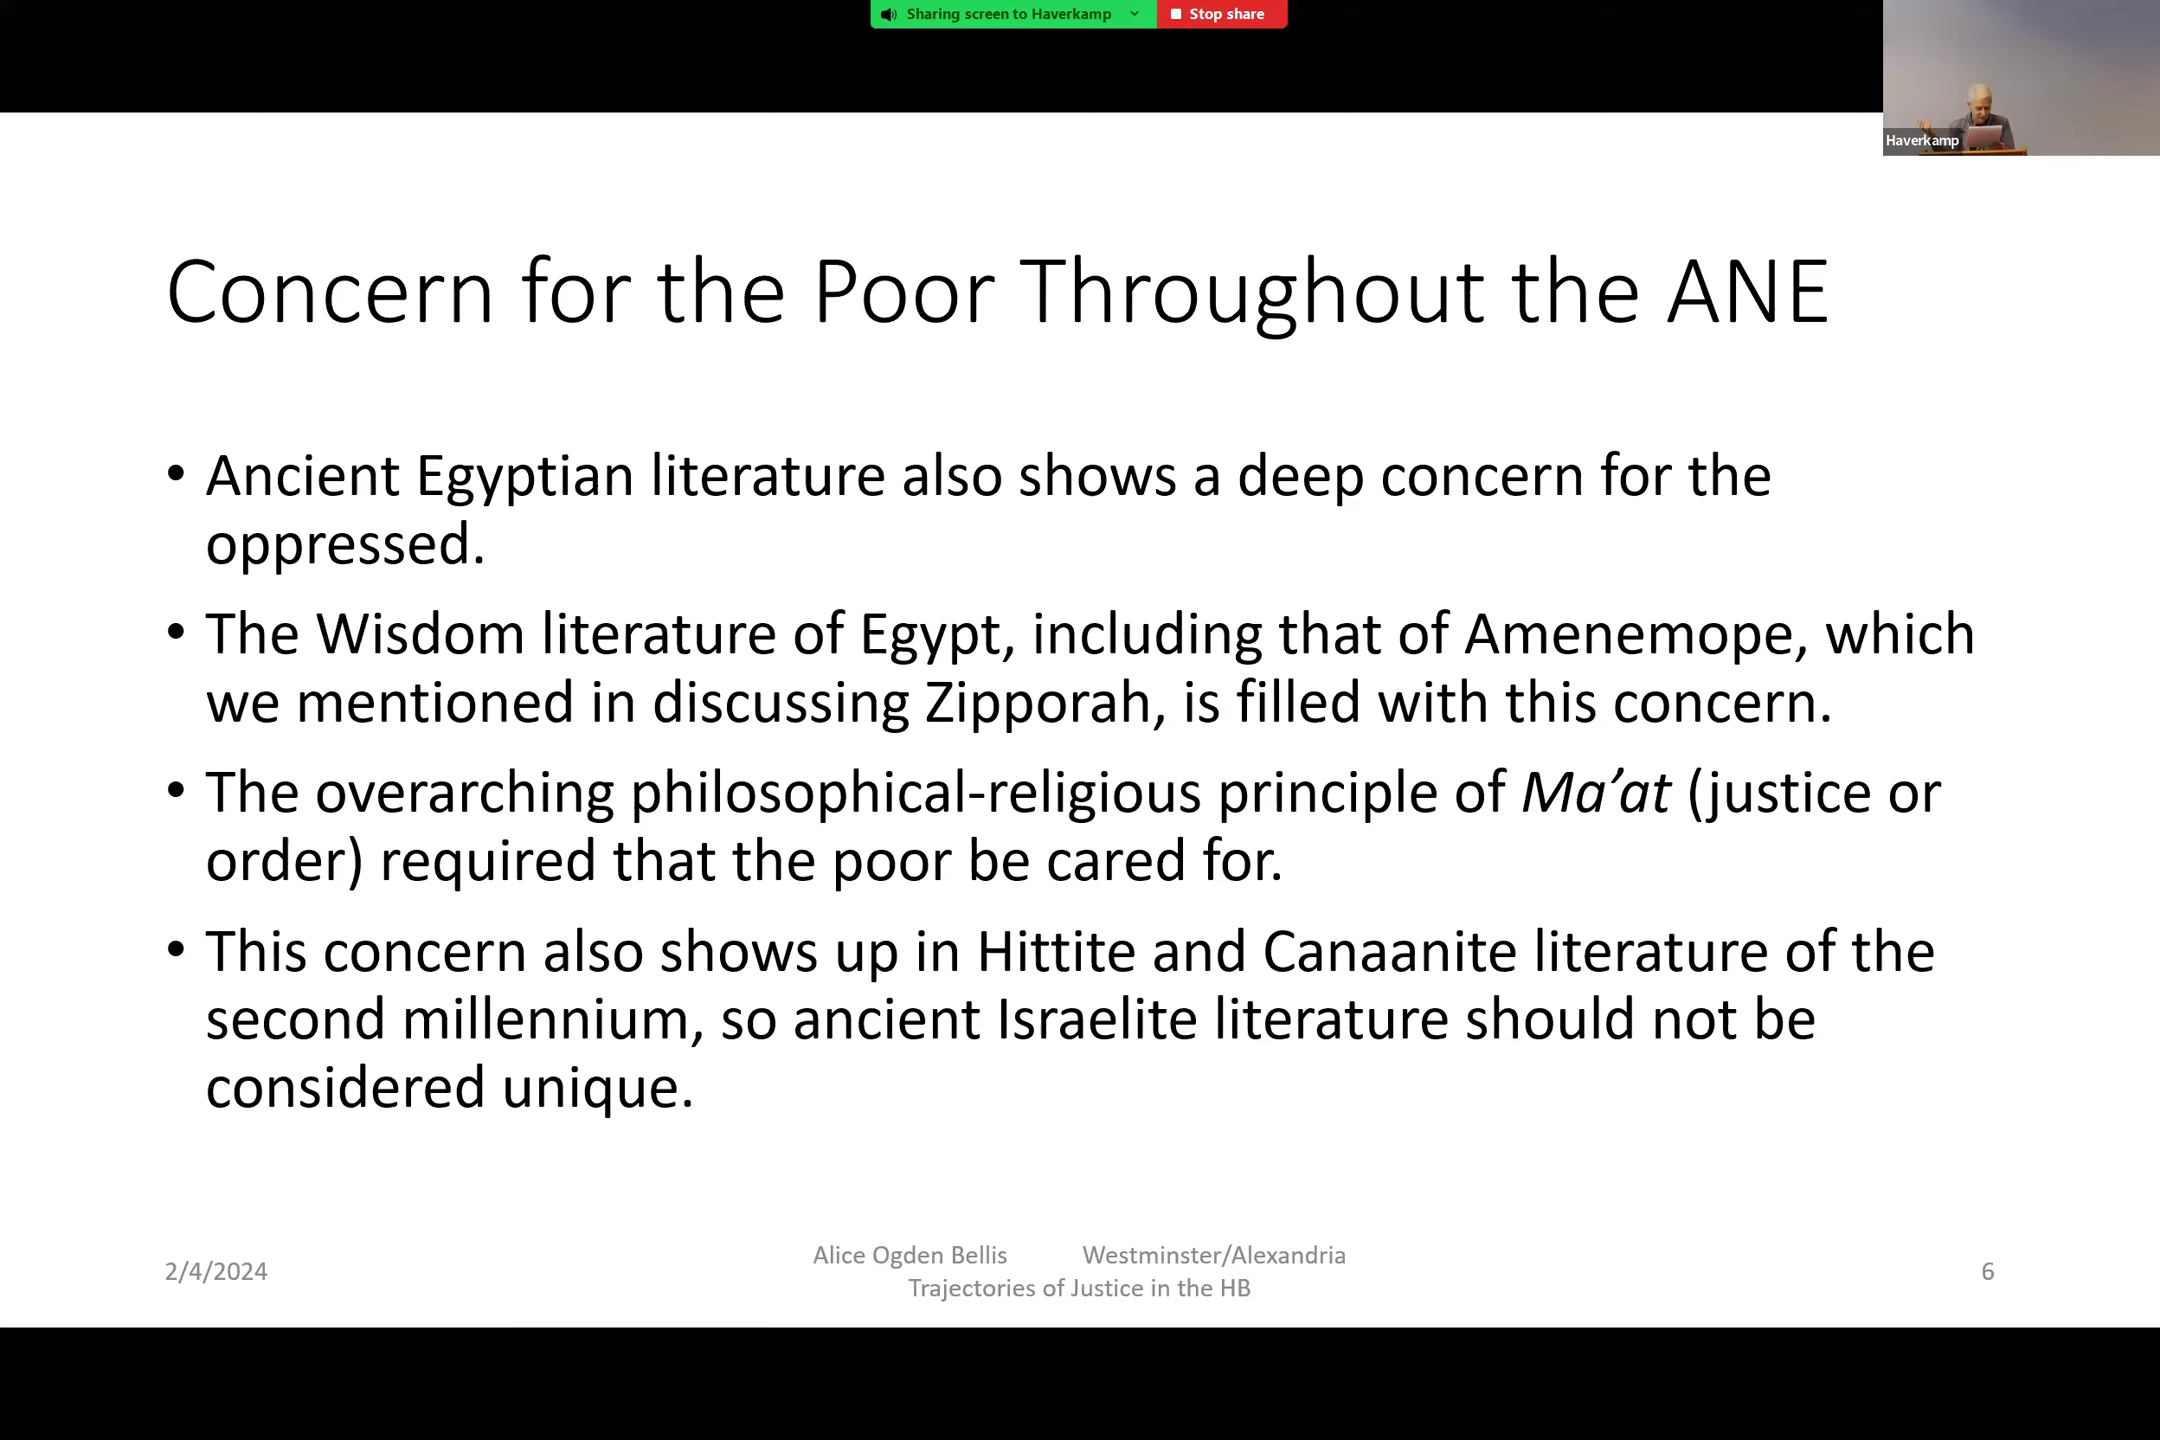 Sharing screen to Haverkamp
Stop share
Haverkamp
Concern for the Poor Throughout the ANE
• Ancient Egyptian literature also shows a deep concern for the
oppressed.
• The Wisdom literature of Egypt, including that of Amenemope, which
we mentioned in discussing Zipporah, is filled with this concern.
• The overarching philosophical-religious principle of Ma’at (justice or
order) required that the poor be cared for.
• This concern also shows up in Hittite and Canaanite literature of the
second millennium, so ancient Israelite literature should not be
considered unique.
2/4/2024
Alice Ogden Bellis Westminster/Alexandria
Trajectories of Justice in the HB
6